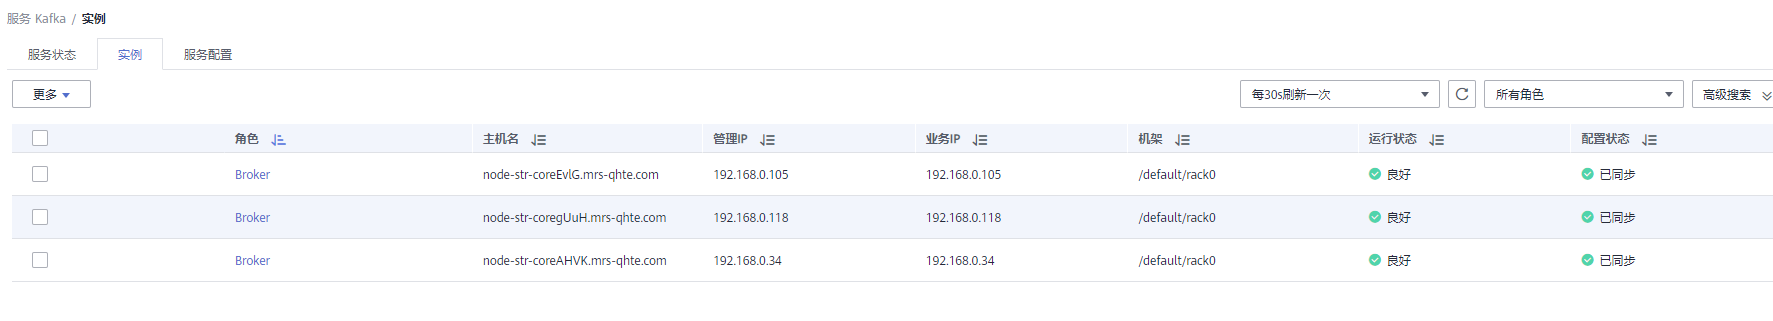 服务 Kafka / 实例
服务状态 实例 服务配置
更多 每30s刷新一次 所有角色 高级搜索
角色 主机名 管理IP 业务IP 机架 运行状态 配置状态
Broker node-str-coreEvlG.mrs-qhte.com 192.168.0.105 192.168.0.105 /default/rack0 良好 已同步
Broker node-str-coregUuH.mrs-qhte.com 192.168.0.118 192.168.0.118 /default/rack0 良好 已同步
Broker node-str-coreAHVK.mrs-qhte.com 192.168.0.34 192.168.0.34 /default/rack0 良好 已同步